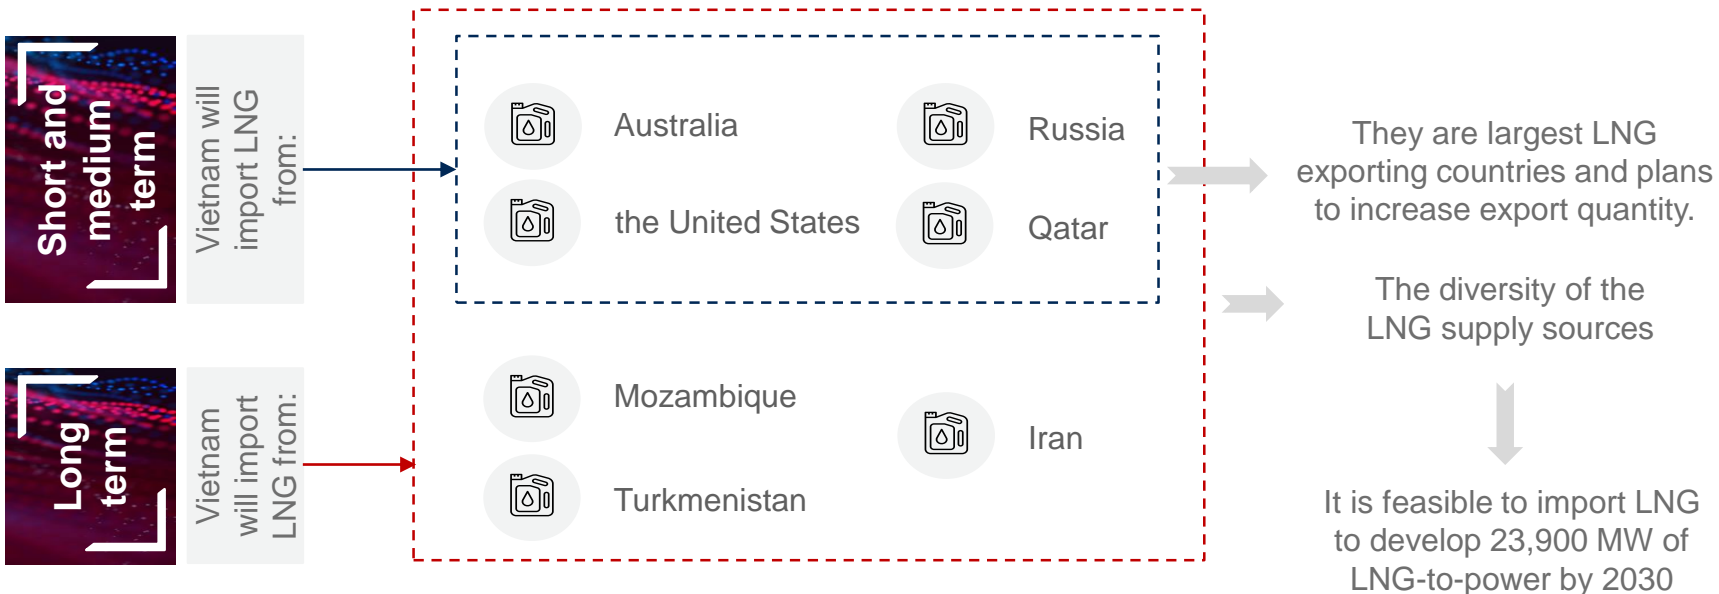 Short and
medium
term
Vietnam will
import LNG
from:
Australia
Russia
the United States
Qatar
They are largest LNG
exporting countries and plans
to increase export quantity.
The diversity of the
LNG supply sources
Long
term
Vietnam
will import
LNG from:
Mozambique
Iran
Turkmenistan
It is feasible to import LNG
to develop 23,900 MW of
LNG-to-power by 2030